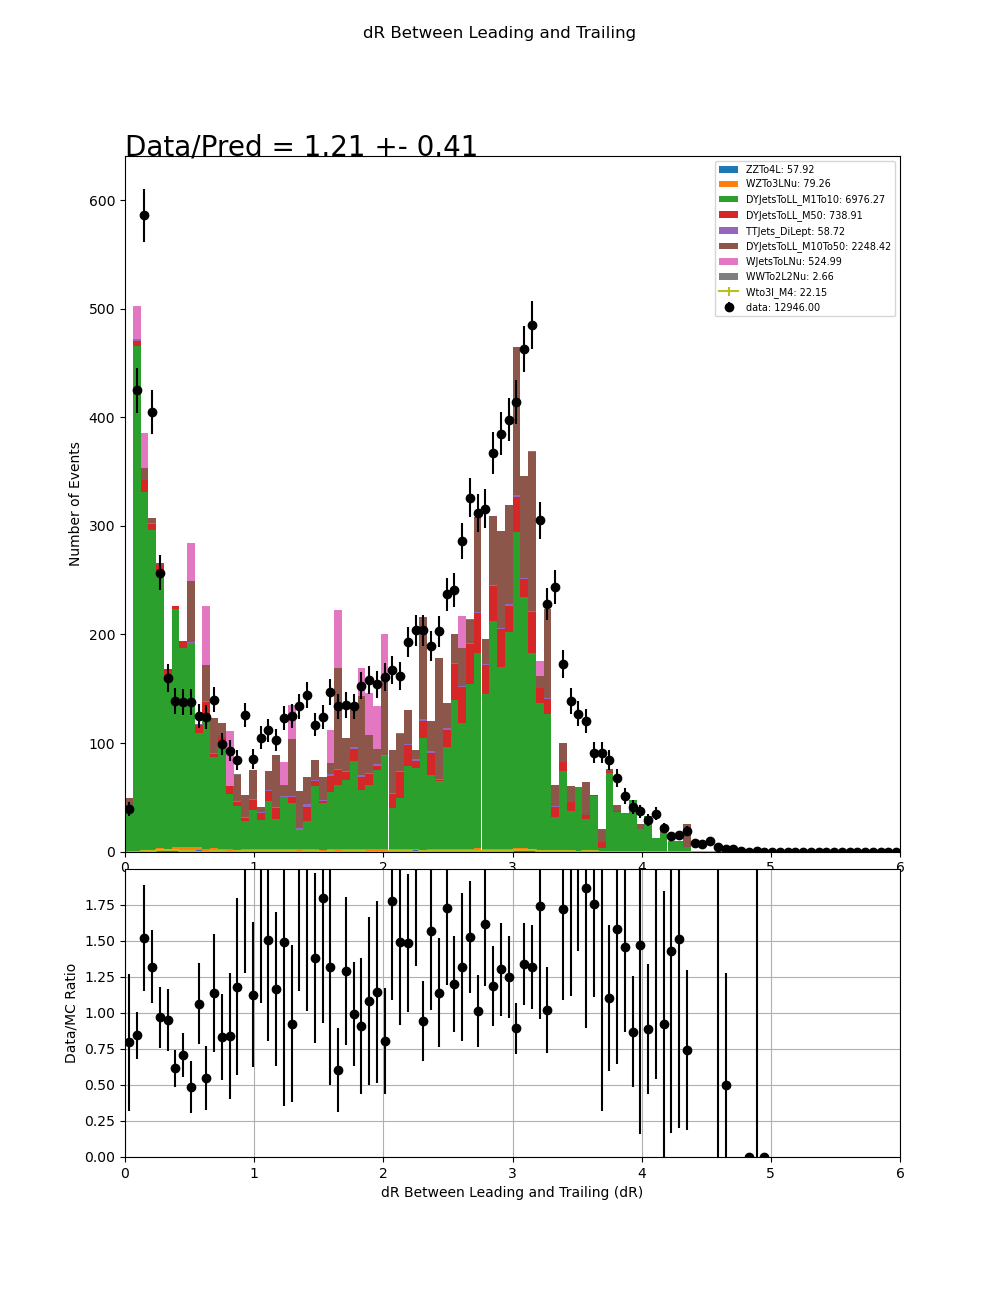 dR Between Leading and Trailing
Data/Pred = 1.21 +- 0.41
ZZTo4L: 57.92
WZTo3LNu: 79.26
DYJetsToLL_M1To10: 6976.27
DYJetsToLL_M50: 738.91
TTJets_DiLept: 58.72
DYJetsToLL_M10To50: 2248.42
WJetsToLNu: 524.99
WWTo2L2Nu: 2.66
Wto3l_M4: 22.15
data: 12946.00
600
500
400
300
200
100
0
Number of Events
0 1 2 3 4 5 6
1.75
1.50
1.25
1.00
0.75
0.50
0.25
0.00
Data/MC Ratio
0 1 2 3 4 5 6
dR Between Leading and Trailing (dR)